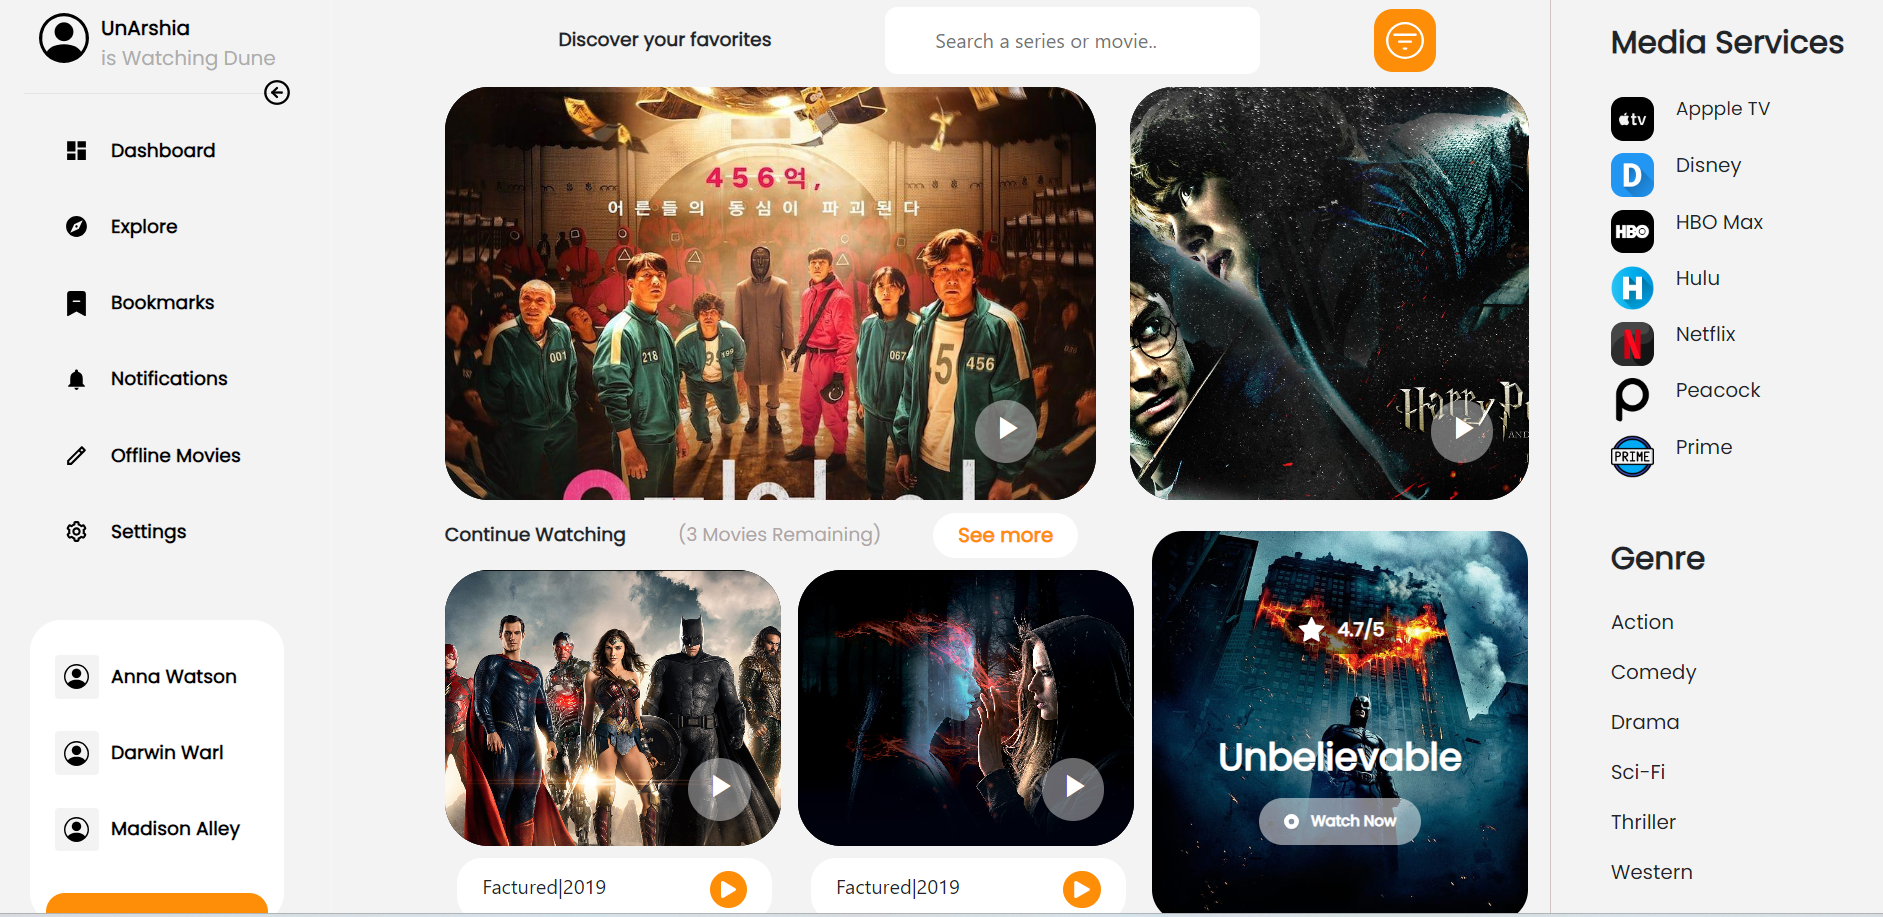 UnArshia
is Watching Dune
Dashboard
Explore
Bookmarks
Notifications
Offline Movies
Settings
Anna Watson
Darwin Warl
Madison Alley
Discover your favorites
Search a series or movie..
456억,
어른들의 동심이 파괴된다
001
218
067
5
456
Harry P
AND
Continue Watching
(3 Movies Remaining)
See more
Factured|2019
Factured|2019
4.7/5
Unbelievable
Watch Now
Media Services
tv
Appple TV
D
Disney
HBO
HBO Max
H
Hulu
N
Netflix
p
Peacock
PRIME
Prime
Genre
Action
Comedy
Drama
Sci-Fi
Thriller
Western